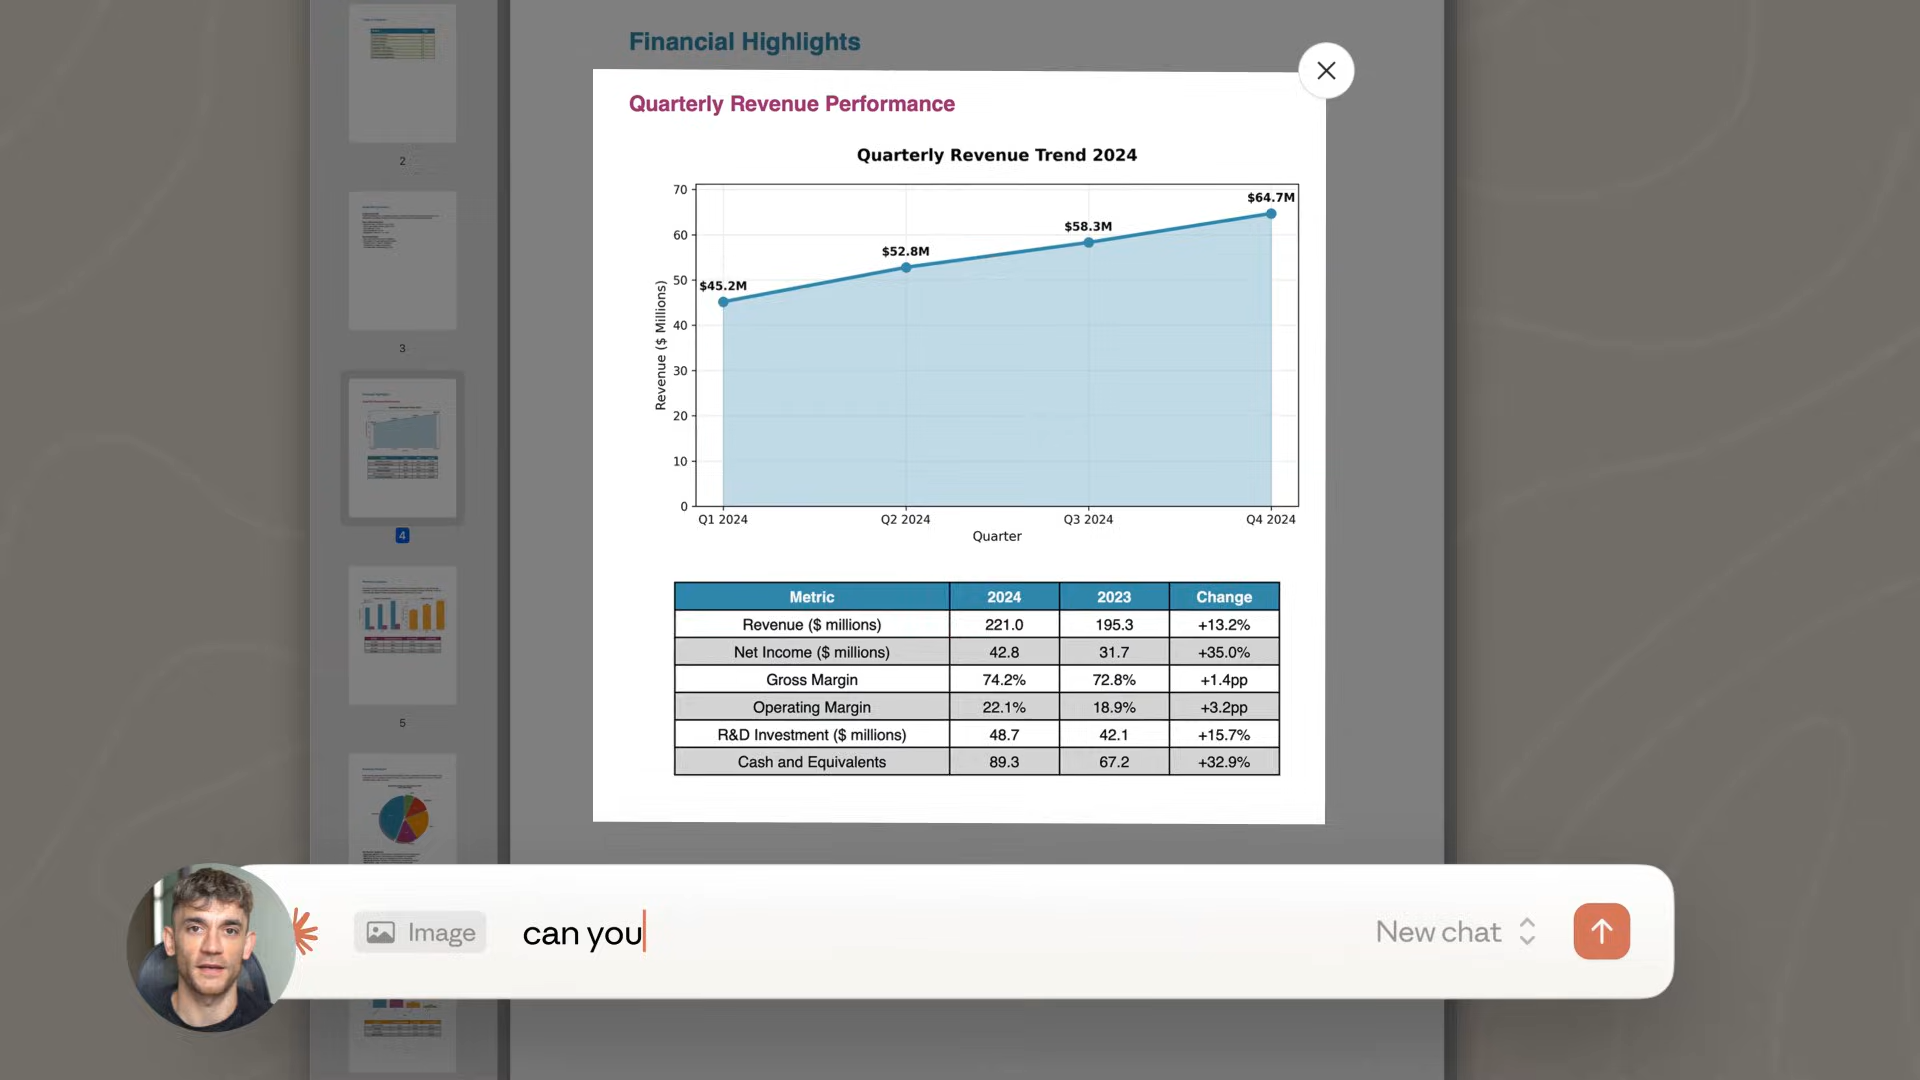 Financial Highlights
Quarterly Revenue Performance
Quarterly Revenue Trend 2024
Revenue ($ Millions)
70
60
50
40
30
20
10
0
$45.2M
$52.8M
$58.3M
$64.7M
Q1 2024 Q2 2024 Q3 2024 Q4 2024
Quarter
Metric 2024 2023 Change
Revenue ($ millions) 221.0 195.3 +13.2%
Net Income ($ millions) 42.8 31.7 +35.0%
Gross Margin 74.2% 72.8% +1.4pp
Operating Margin 22.1% 18.9% +3.2pp
R&D Investment ($ millions) 48.7 42.1 +15.7%
Cash and Equivalents 89.3 67.2 +32.9%
2
3
4
5
Image can you New chat